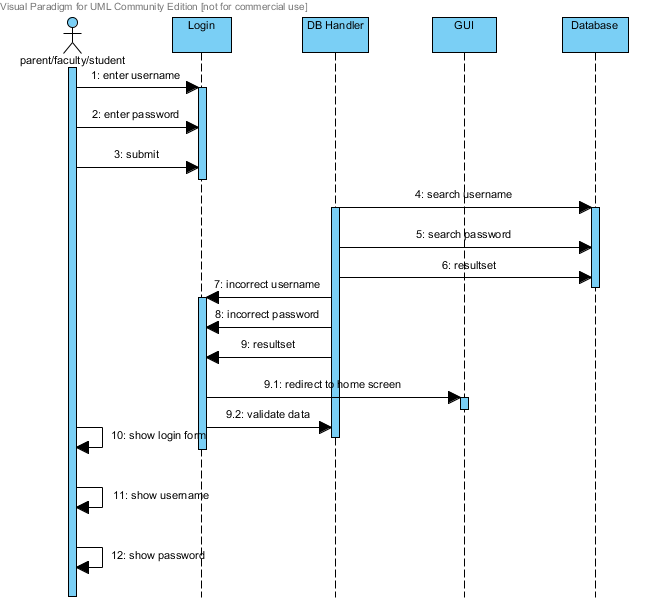 Visual Paradigm for UML Community Edition [not for commercial use]
Login
DB Handler
GUI
Database
parent/faculty/student
1: enter username
2: enter password
3: submit
4: search username
5: search password
6: resultset
7: incorrect username
8: incorrect password
9: resultset
9.1: redirect to home screen
9.2: validate data
10: show login form
11: show username
12: show password